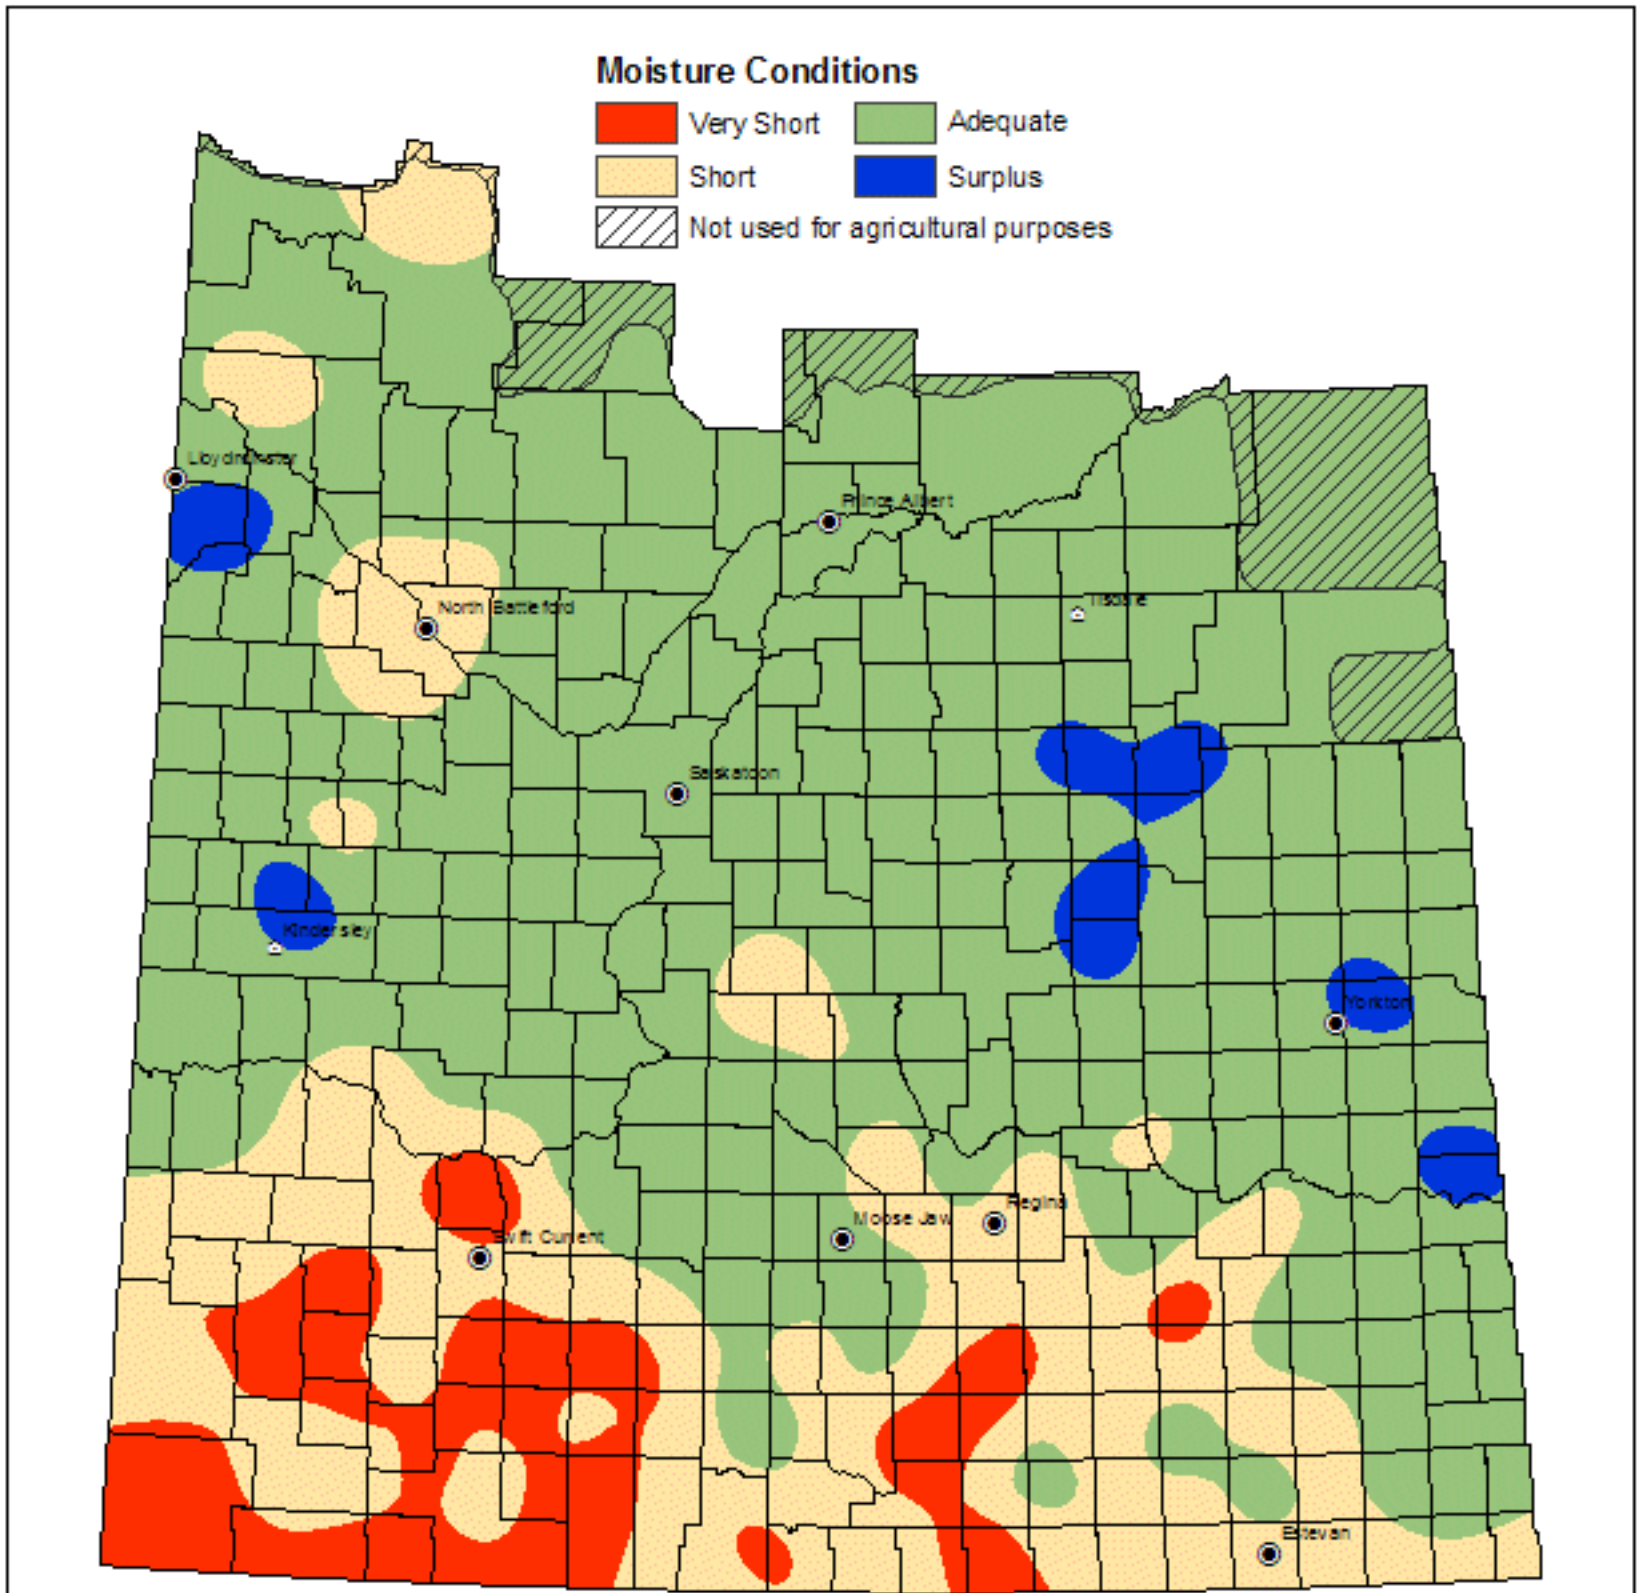 Moisture Conditions
Very Short
Adequate
Short
Surplus
Not used for agricultural purposes
Lloydminster
Prince Albert
North Battleford
Tisdale
Saskatoon
Kindersley
Yorkton
Regina
Moose Jaw
Swift Current
Estevan